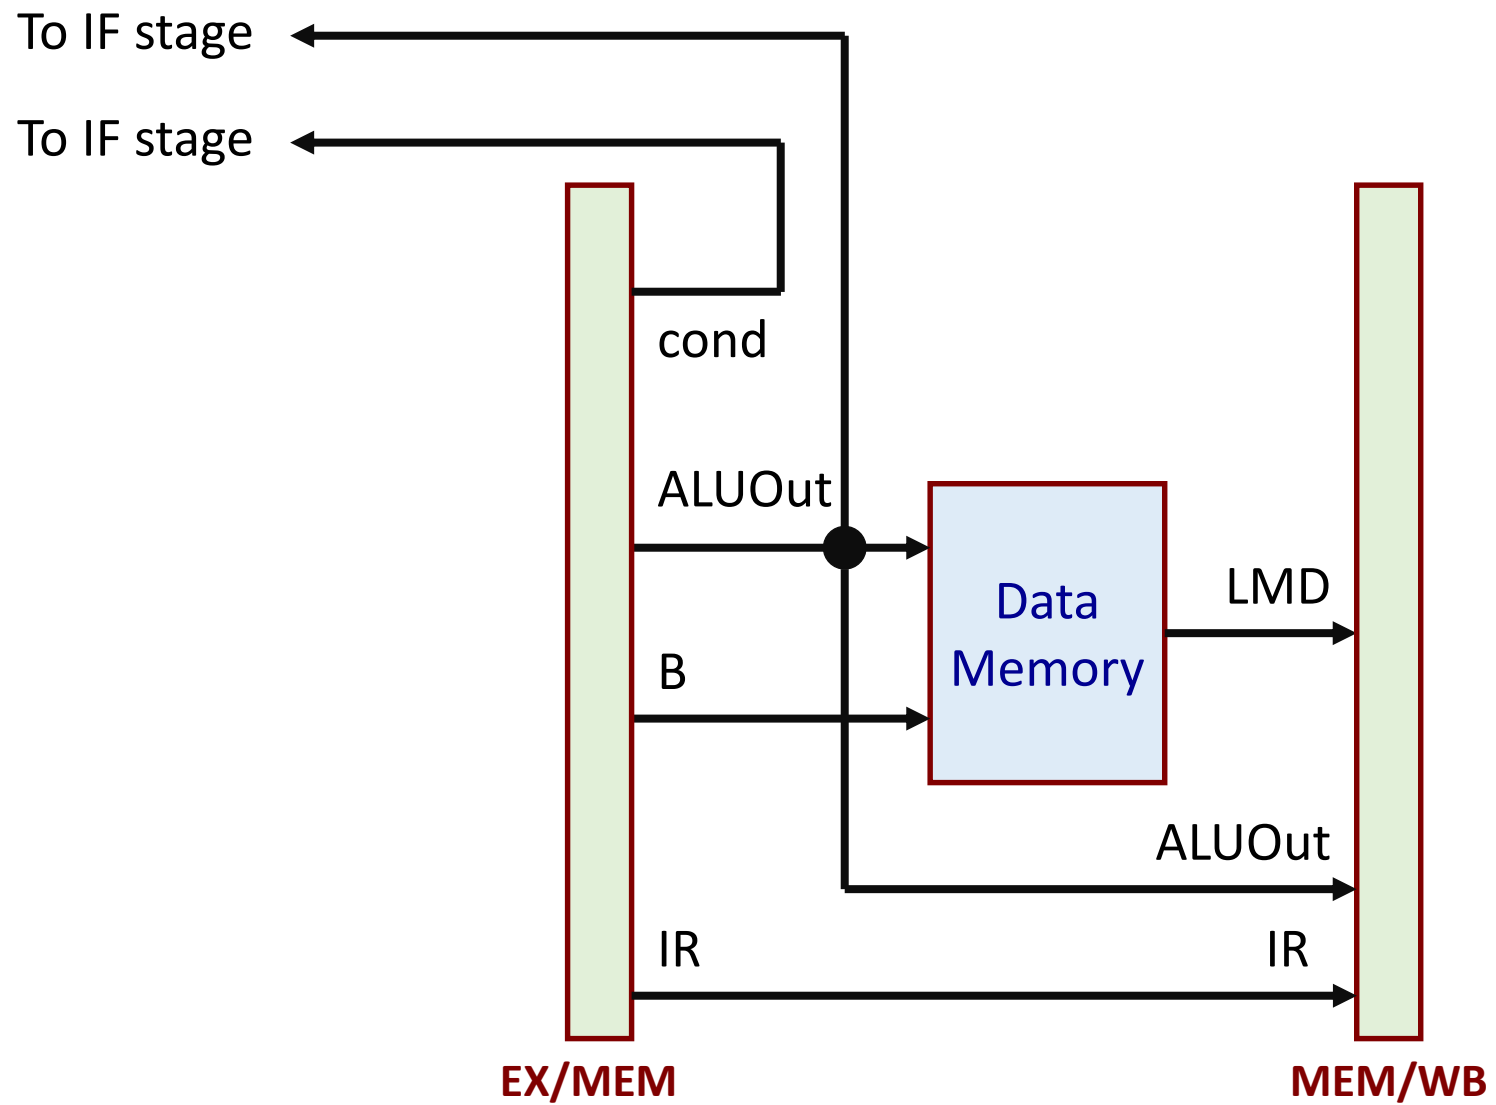 To IF stage
To IF stage
cond
ALUOut
Data
Memory
LMD
B
ALUOut
IR
IR
EX/MEM
MEM/WB